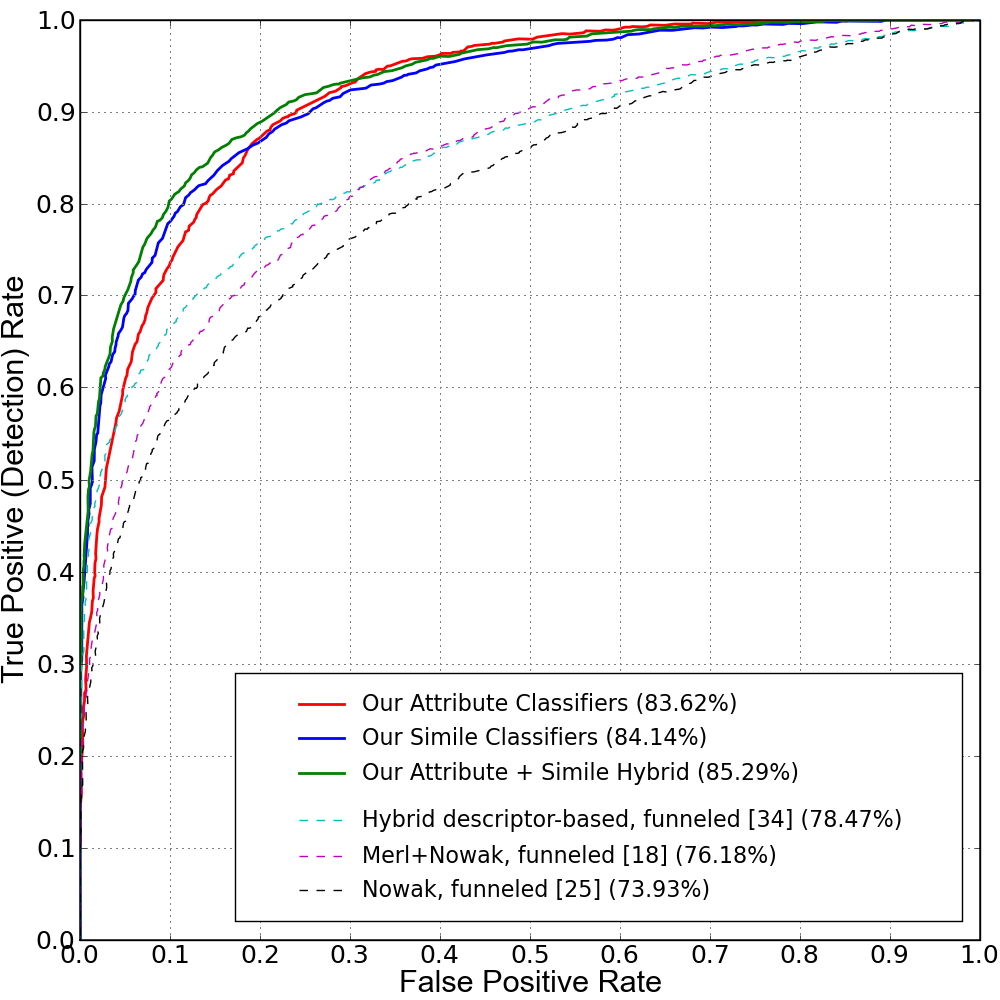 1.0
0.9
0.8
0.7
0.6
0.5
0.4
0.3
0.2
0.1
0.0
True Positive (Detection) Rate
Our Attribute Classifiers (83.62%)
Our Simile Classifiers (84.14%)
Our Attribute + Simile Hybrid (85.29%)
Hybrid descriptor-based, funneled [34] (78.47%)
Merl+Nowak, funneled [18] (76.18%)
Nowak, funneled [25] (73.93%)
0.0 0.1 0.2 0.3 0.4 0.5 0.6 0.7 0.8 0.9 1.0
False Positive Rate